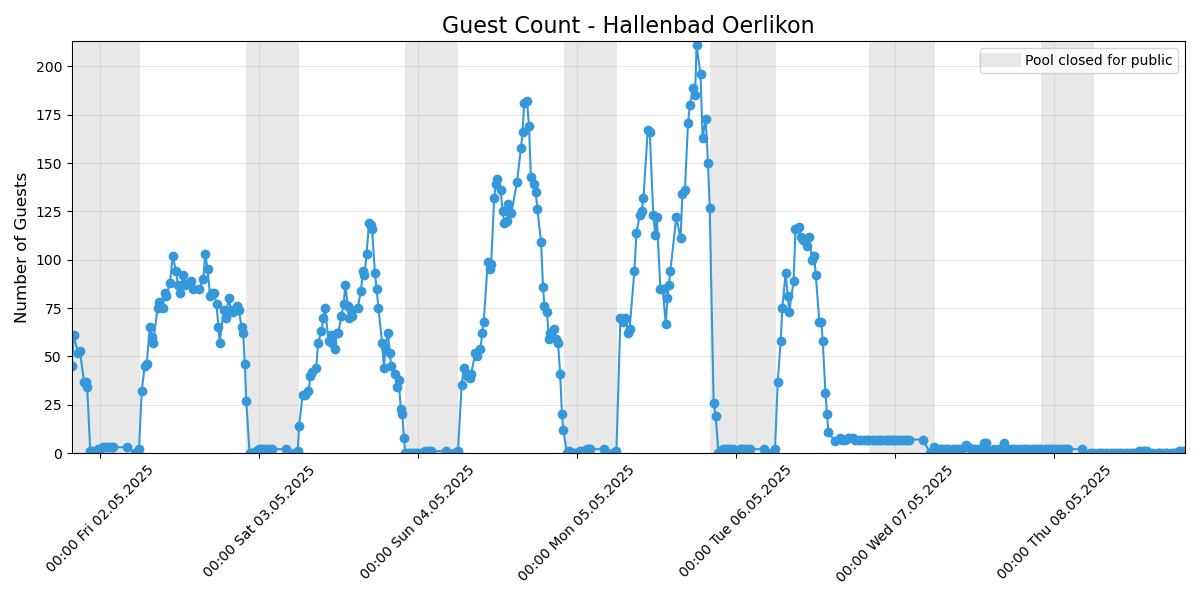 Guest Count - Hallenbad Oerlikon
Pool closed for public
Number of Guests
200
175
150
125
100
75
50
25
0
00:00 Fri 02.05.2025
00:00 Sat 03.05.2025
00:00 Sun 04.05.2025
00:00 Mon 05.05.2025
00:00 Tue 06.05.2025
00:00 Wed 07.05.2025
00:00 Thu 08.05.2025